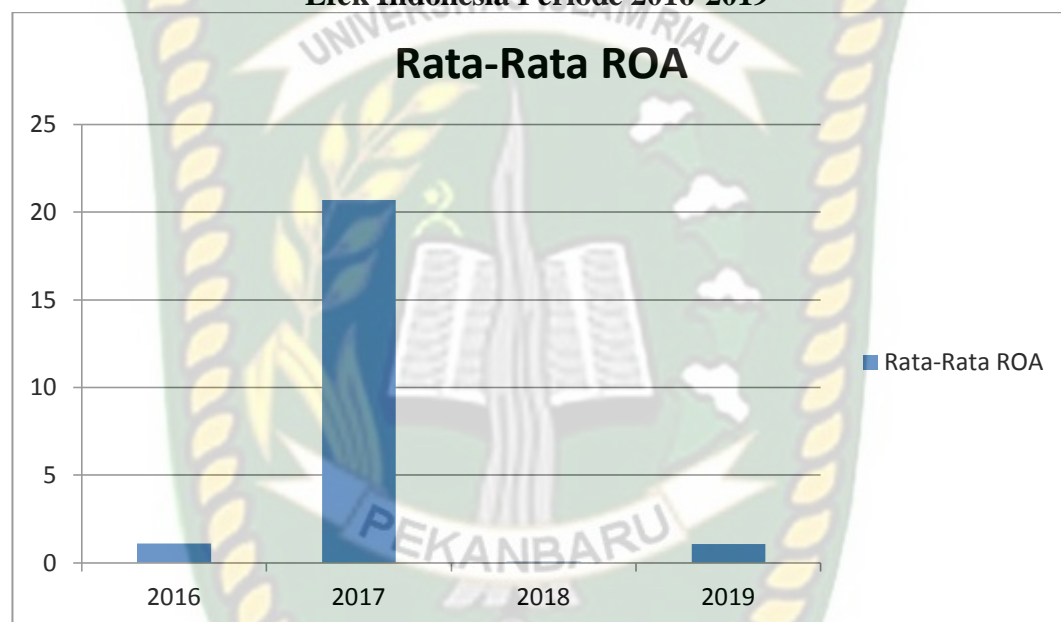 Efek Indonesia Periode 2016-2019
UNIVERSITAS ISLAM RIAU
Rata-Rata ROA
25
20
15
10
5
0
2016
2017
2018
2019
Rata-Rata ROA
PEKANBARU